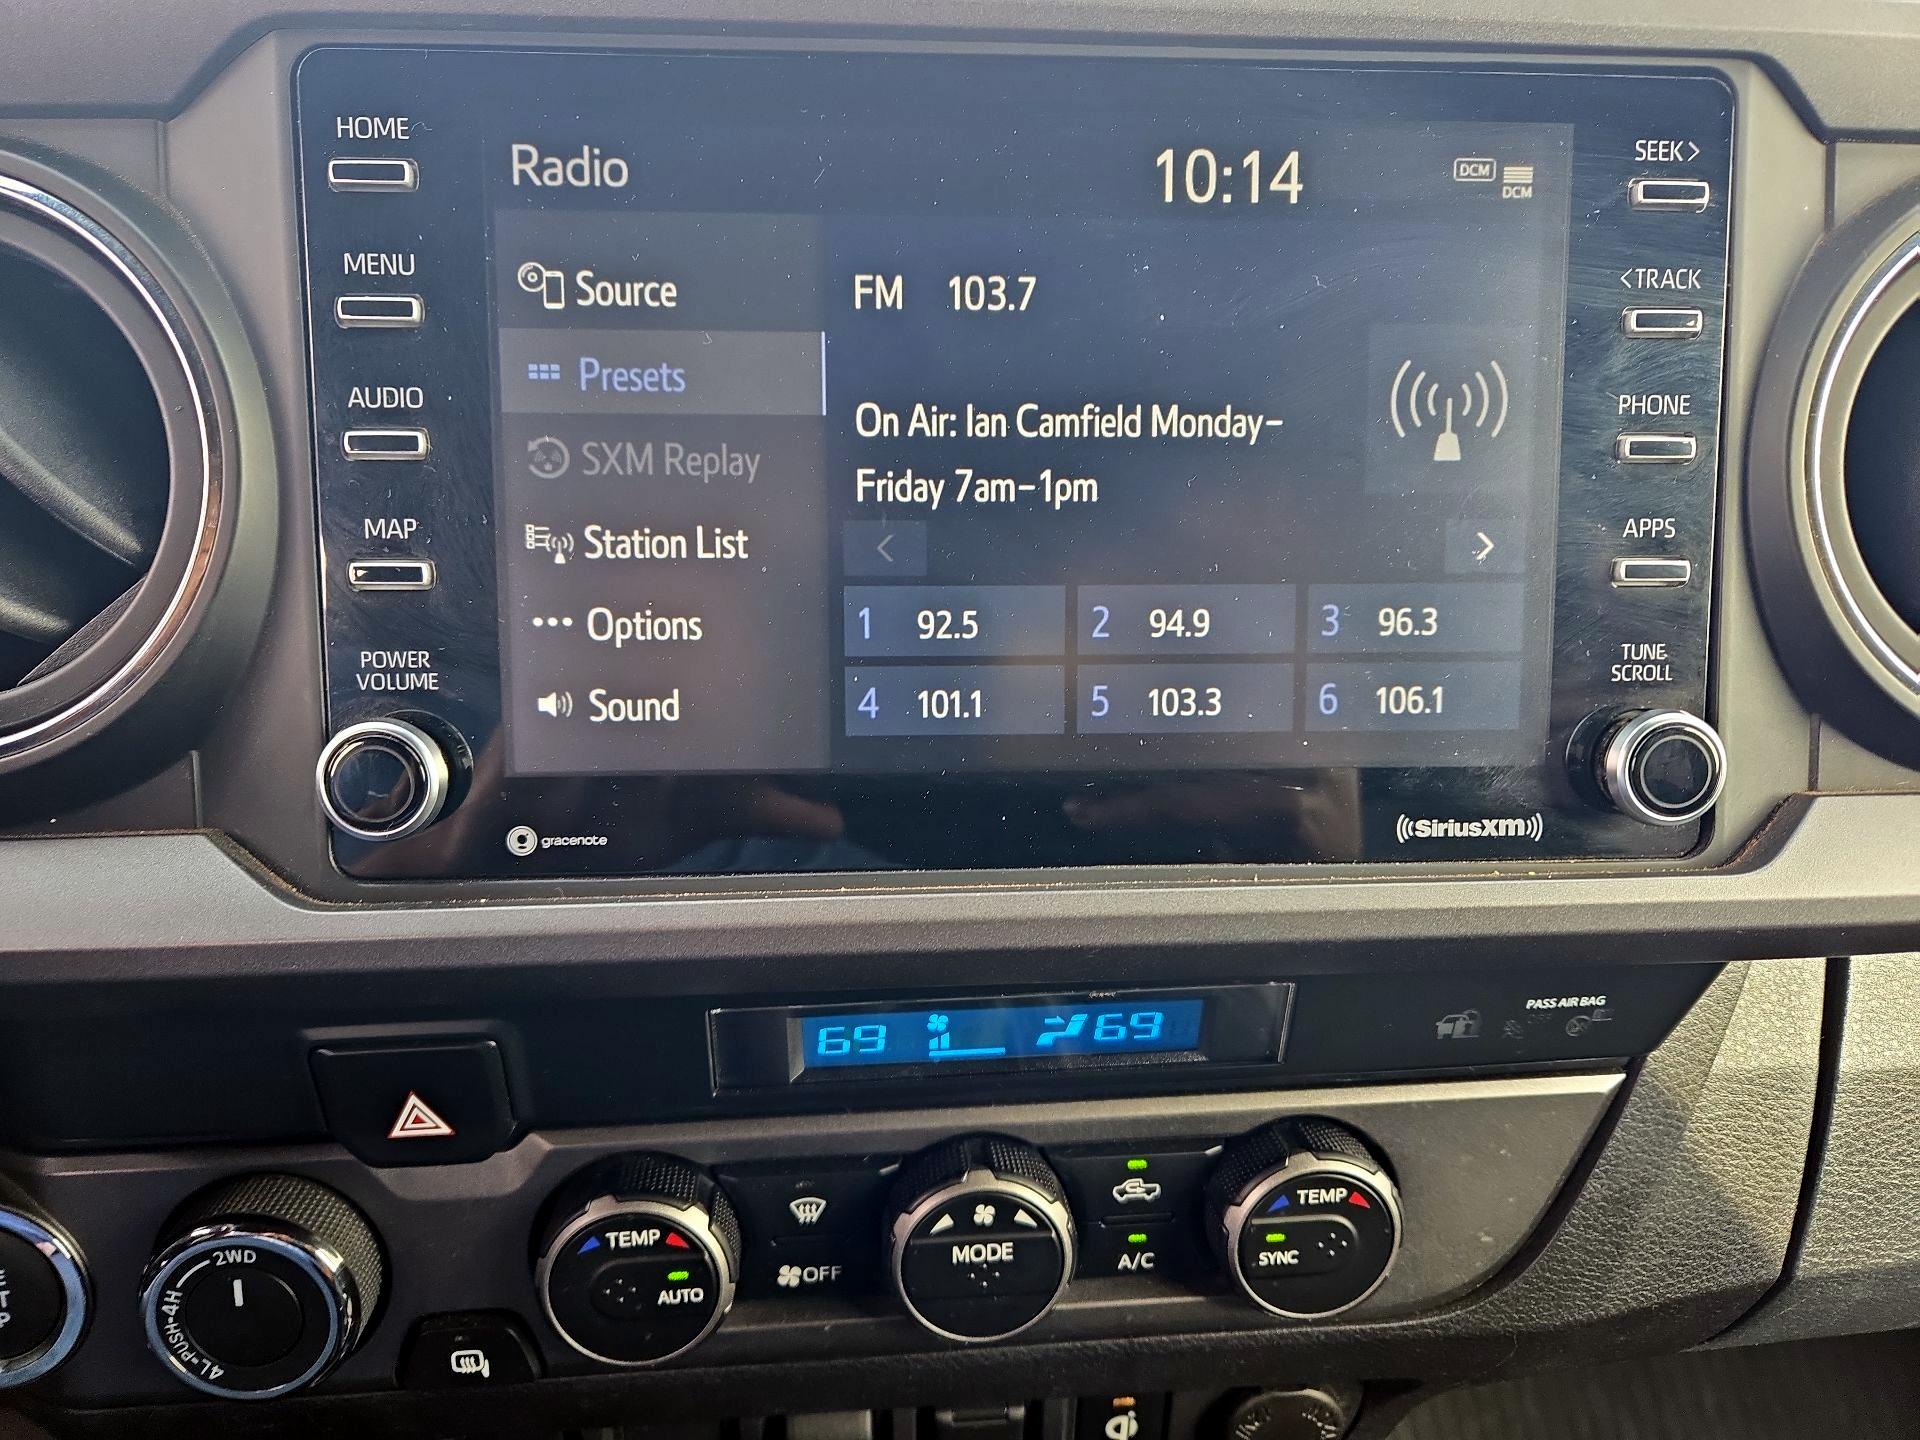 HOME
MENU
AUDIO
MAP
POWER
VOLUME
Radio
10:14
DCM
DCM
Source
Presets
SXM Replay
Station List
Options
Sound
FM 103.7
On Air: Ian Camfield Monday-
Friday 7am-1pm
<
>
1 92.5
2 94.9
3 96.3
4 101.1
5 103.3
6 106.1
SEEK>
<TRACK
PHONE
APPS
TUNE
SCROLL
gracenote
((SiriusXM))
69
69
PASS AIR BAG
2WD
4L-PUSH-4H
TEMP
AUTO
OFF
MODE
A/C
TEMP
SYNC